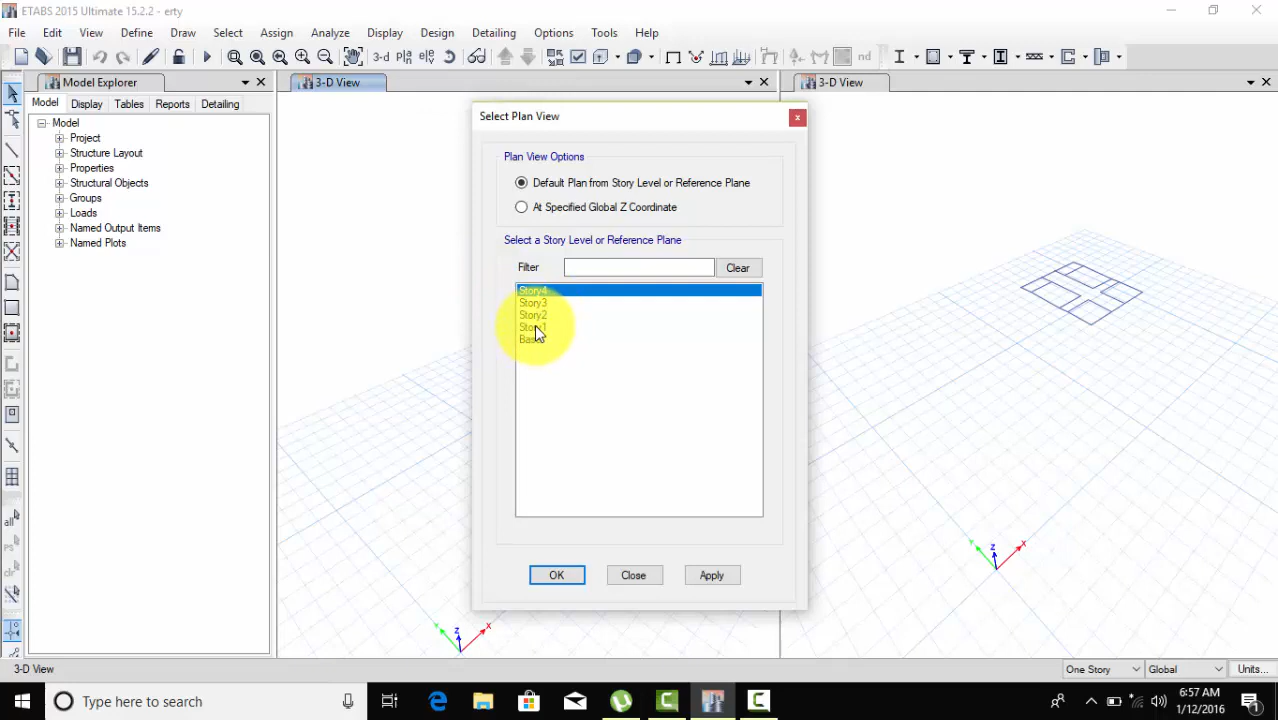 ETABS 2015 Ultimate 15.2.2 - erty
File Edit View Define Draw Select Assign Analyze Display Design Detailing Options Tools Help
3-d
nd
Model Explorer
3-D View
3-D View
Model Display Tables Reports Detailing
Model
Project
Structure Layout
Properties
Structural Objects
Groups
Loads
Named Output Items
Named Plots
Select Plan View
Plan View Options
Default Plan from Story Level or Reference Plane
At Specified Global Z Coordinate
Select a Story Level or Reference Plane
Filter
Clear
Story4
Story3
Story2
Story1
OK Close Apply
Y Z X
Y Z X
all
3-D View
One Story
Global
Units...
Type here to search
6:57 AM
1/12/2016